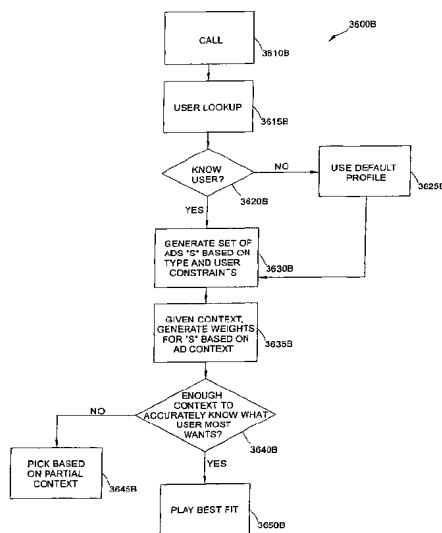 3600B
CALL
3610B
USER LOOKUP
3615B
KNOW
USER?
NO
3620B
YES
USE DEFAULT
PROFILE
3625B
GENERATE SET OF
ADS "S" BASED ON
TYPE AND USER
CONSTRAINTS
3630B
GIVEN CONTEXT,
GENERATE WEIGHTS
FOR "S" BASED ON
AD CONTEXT
3635B
ENOUGH
CONTEXT TO
ACCURATELY KNOW WHAT
USER MOST
WANTS?
NO
3640B
YES
PICK BASED
ON PARTIAL
CONTEXT
3645B
PLAY BEST FIT
3650B